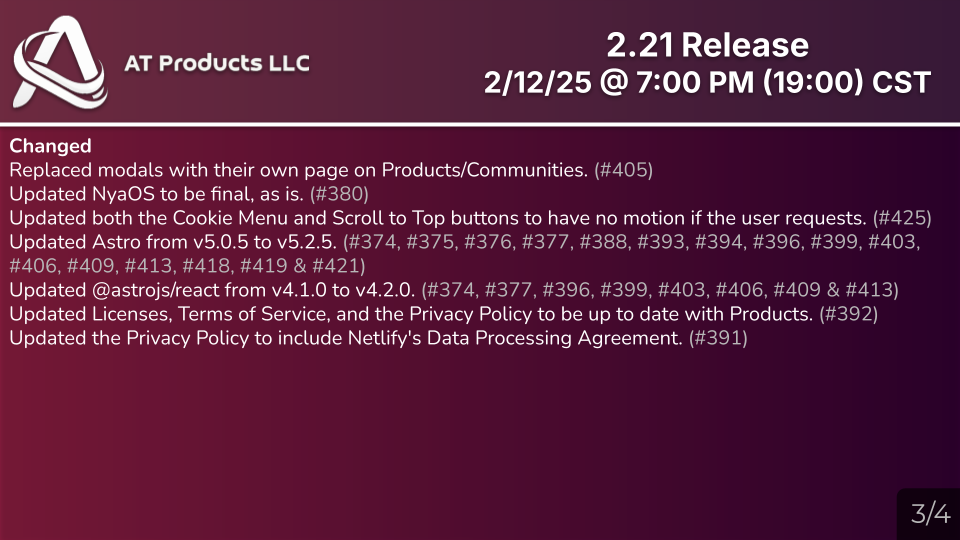 AT Products LLC
2.21 Release
2/12/25 @ 7:00 PM (19:00) CST
Changed
Replaced modals with their own page on Products/Communities. (#405)
Updated NyaOS to be final, as is. (#380)
Updated both the Cookie Menu and Scroll to Top buttons to have no motion if the user requests. (#425)
Updated Astro from v5.0.5 to v5.2.5. (#374, #375, #376, #377, #388, #393, #394, #396, #399, #403,
#406, #409, #413, #418, #419 & #421)
Updated @astrojs/react from v4.1.0 to v4.2.0. (#374, #377, #396, #399, #403, #406, #409 & #413)
Updated Licenses, Terms of Service, and the Privacy Policy to be up to date with Products. (#392)
Updated the Privacy Policy to include Netlify's Data Processing Agreement. (#391)
3/4